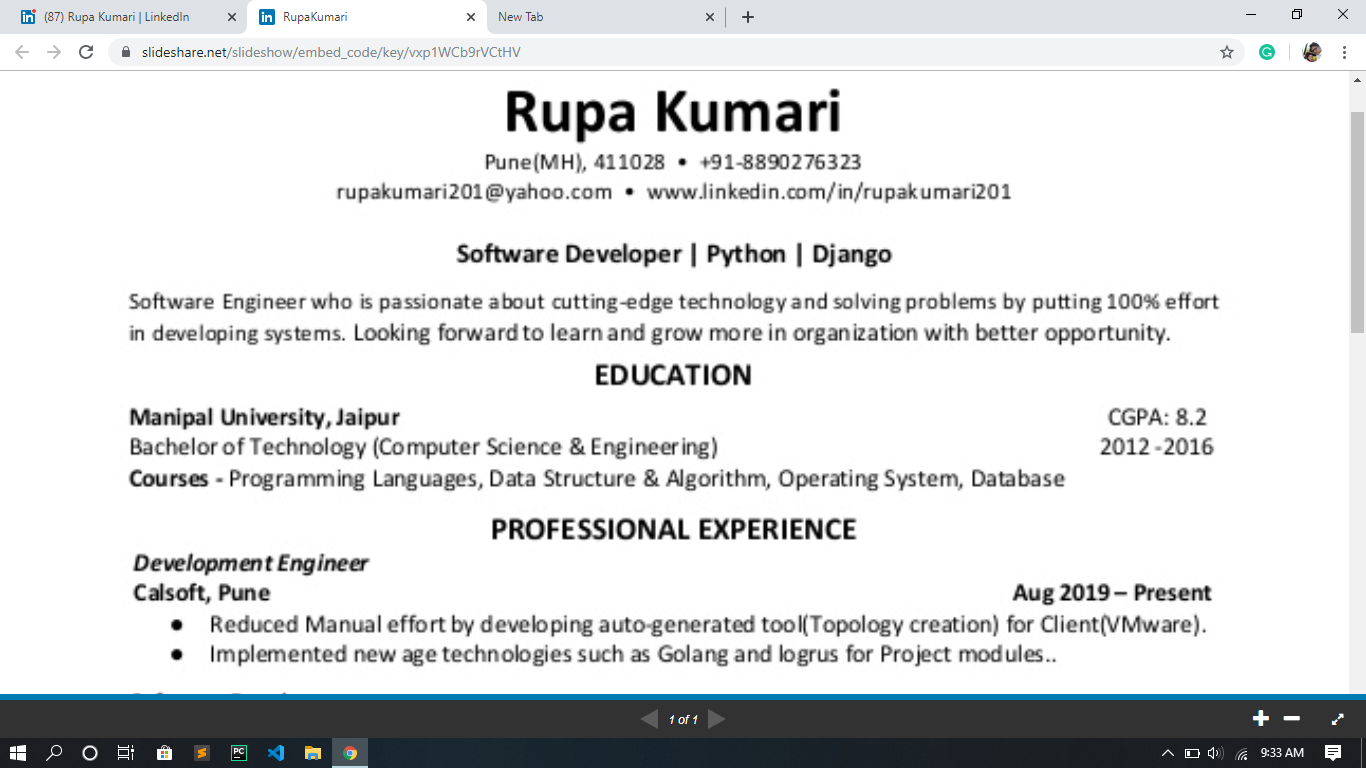 (87) Rupa Kumari | LinkedIn
RupaKumari
New Tab
slideshare.net/slideshow/embed_code/key/vxp1WCb9rVCtHV
Rupa Kumari
Pune(MH), 411028 • +91-8890276323
rupakumari201@yahoo.com • www.linkedin.com/in/rupakumari201
Software Developer | Python | Django
Software Engineer who is passionate about cutting-edge technology and solving problems by putting 100% effort
in developing systems. Looking forward to learn and grow more in organization with better opportunity.
EDUCATION
Manipal University, Jaipur CGPA: 8.2
Bachelor of Technology (Computer Science & Engineering) 2012 -2016
Courses - Programming Languages, Data Structure & Algorithm, Operating System, Database
PROFESSIONAL EXPERIENCE
Development Engineer
Calsoft, Pune Aug 2019 – Present
● Reduced Manual effort by developing auto-generated tool(Topology creation) for Client(VMware).
● Implemented new age technologies such as Golang and logrus for Project modules..
1 of 1
PC
9:33 AM